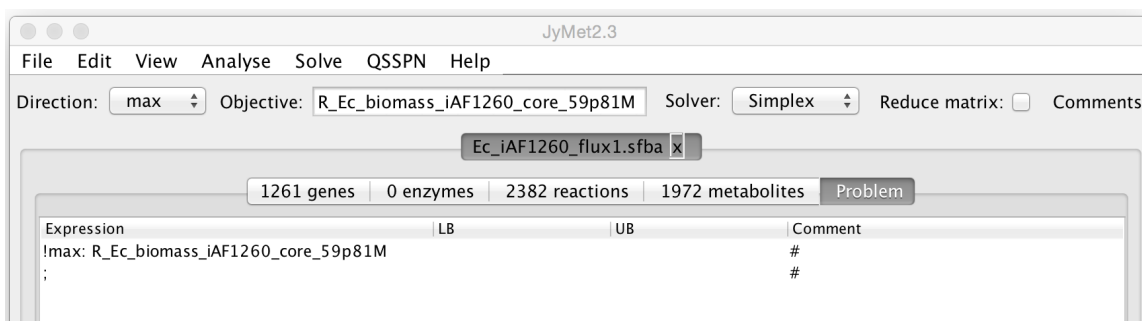 JyMet2.3
File Edit View Analyse Solve QSSPN Help
Direction: max Objective: R_Ec_biomass_iAF1260_core_59p81M Solver: Simplex Reduce matrix: Comments
Ec_iAF1260_flux1.sfba x
1261 genes 0 enzymes 2382 reactions 1972 metabolites Problem
Expression LB UB Comment
!max: R_Ec_biomass_iAF1260_core_59p81M #
; #